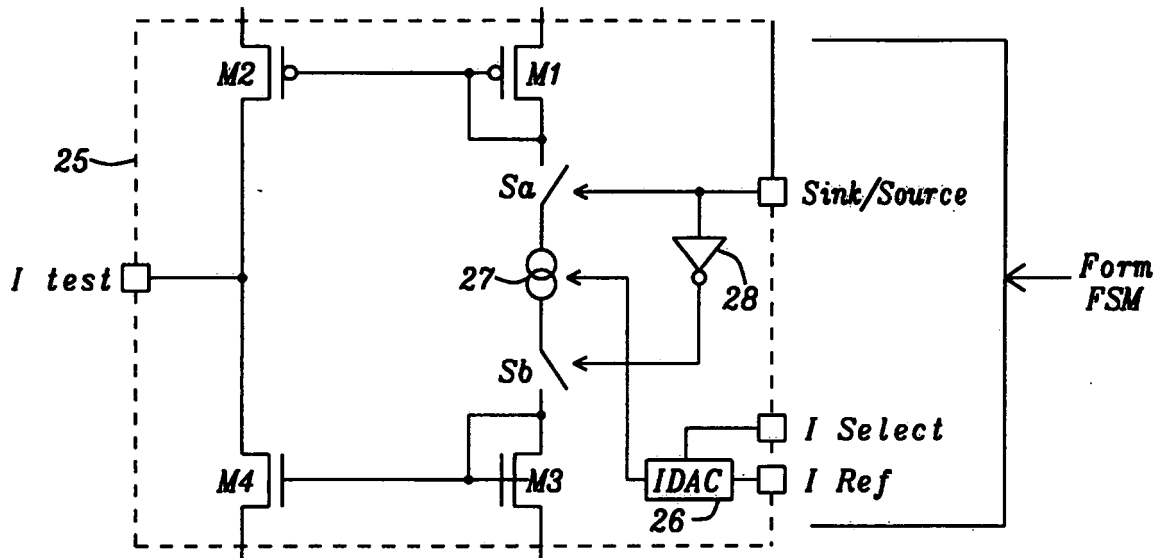 M2
M1
25
Sa
Sink/Source
I test
27
28
Form
FSM
Sb
I Select
M4
M3
IDAC
I Ref
26